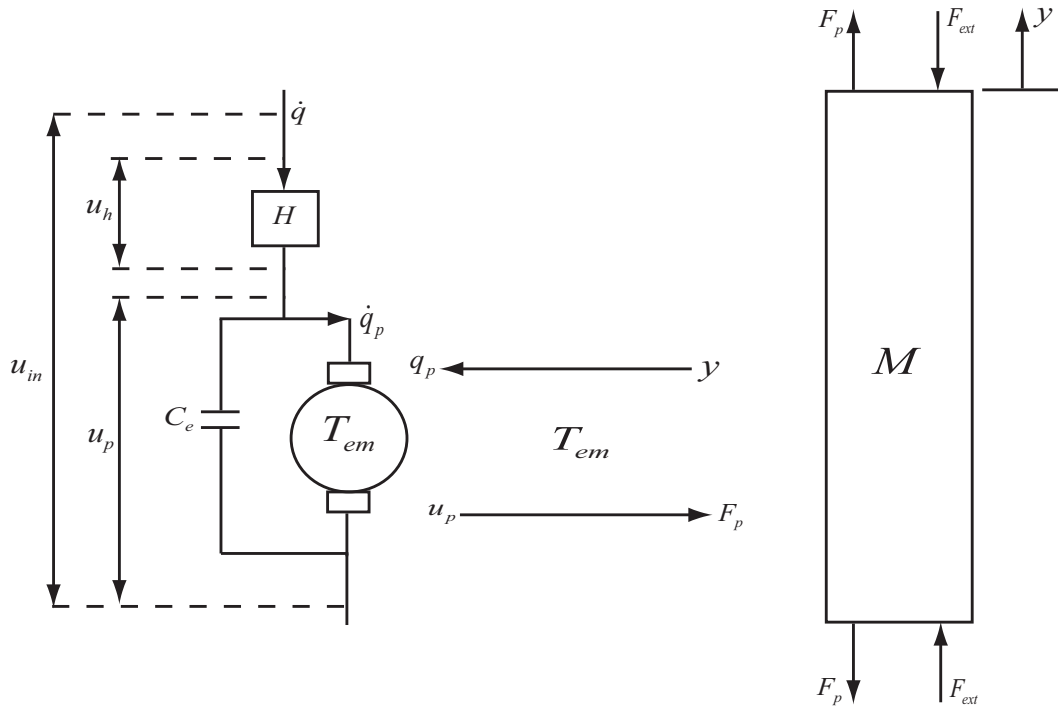 F_p
F_ext
y
q̇
u_h
H
q̇_p
u_in
q_p
y
M
C_e
T_em
T_em
u_p
u_p
F_p
F_p
F_ext